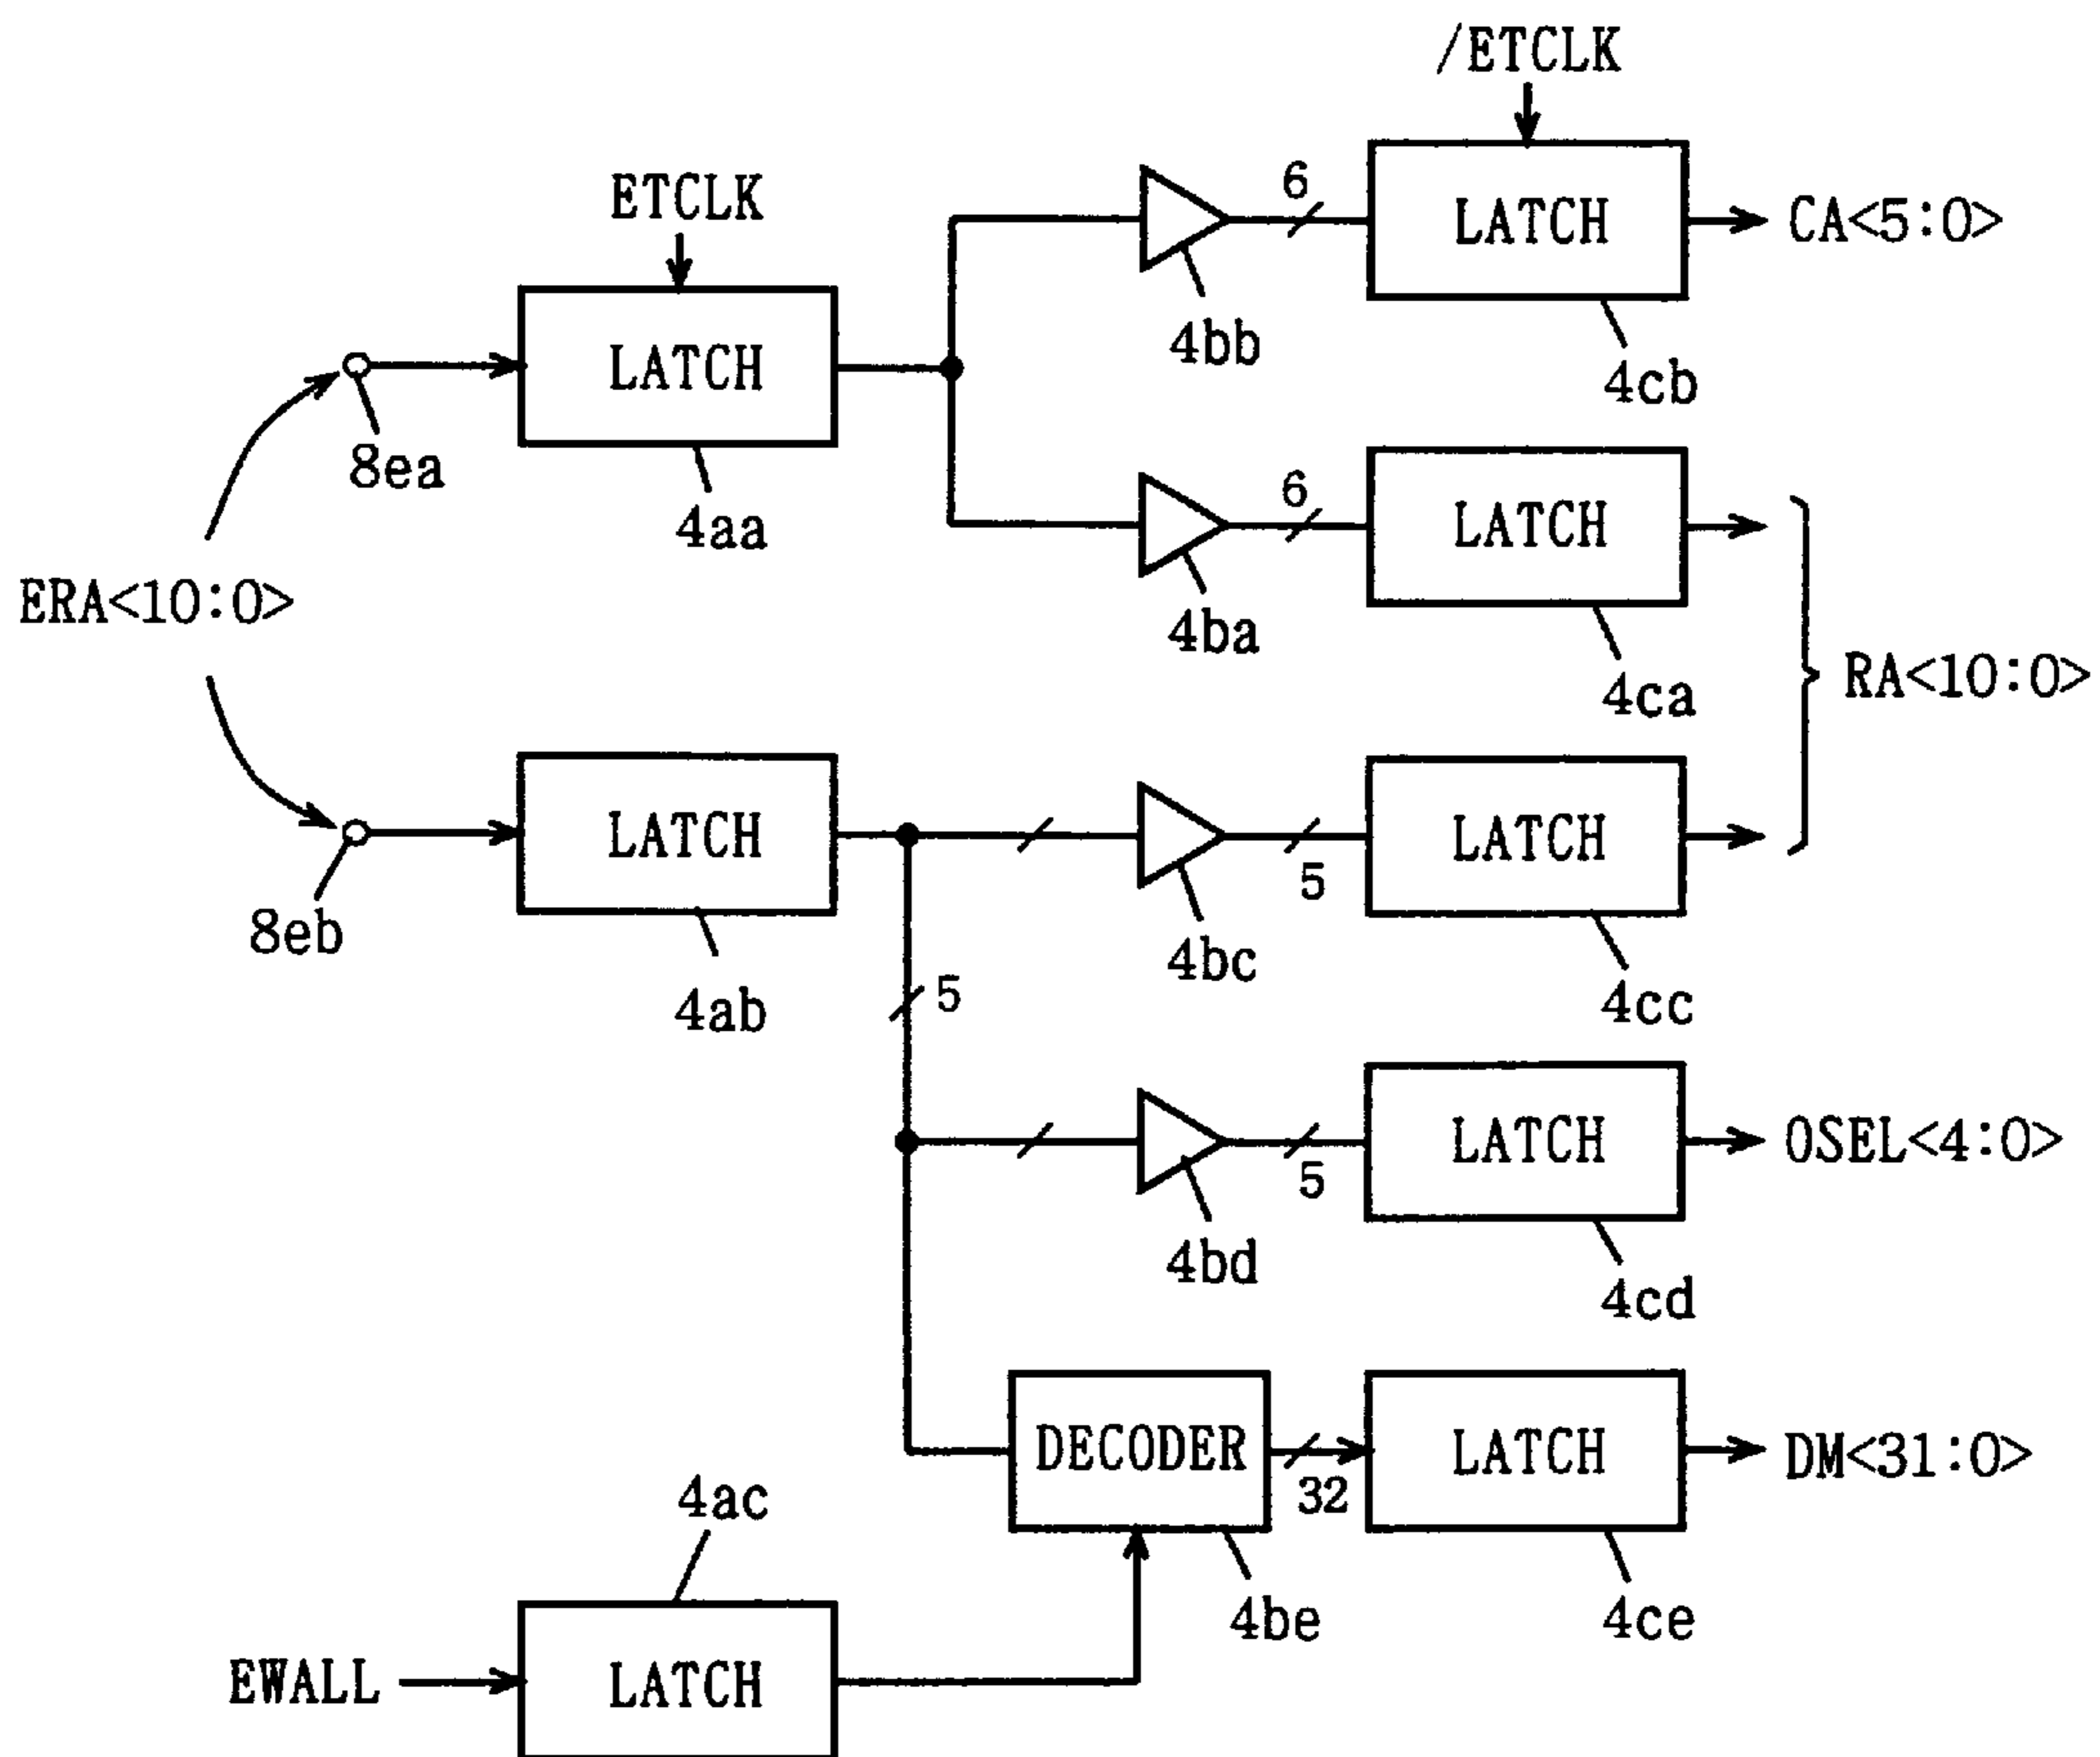 /ETCLK
ETCLK
6
LATCH
CA<5:0>
LATCH
4bb
4cb
8ea
4aa
6
LATCH
4ba
4ca
ERA<10:0>
RA<10:0>
LATCH
5
LATCH
8eb
4ab
5
4bc
4cc
LATCH
OSEL<4:0>
5
4bd
4cd
DECODER
32
LATCH
DM<31:0>
4ac
4be
4ce
EWALL
LATCH